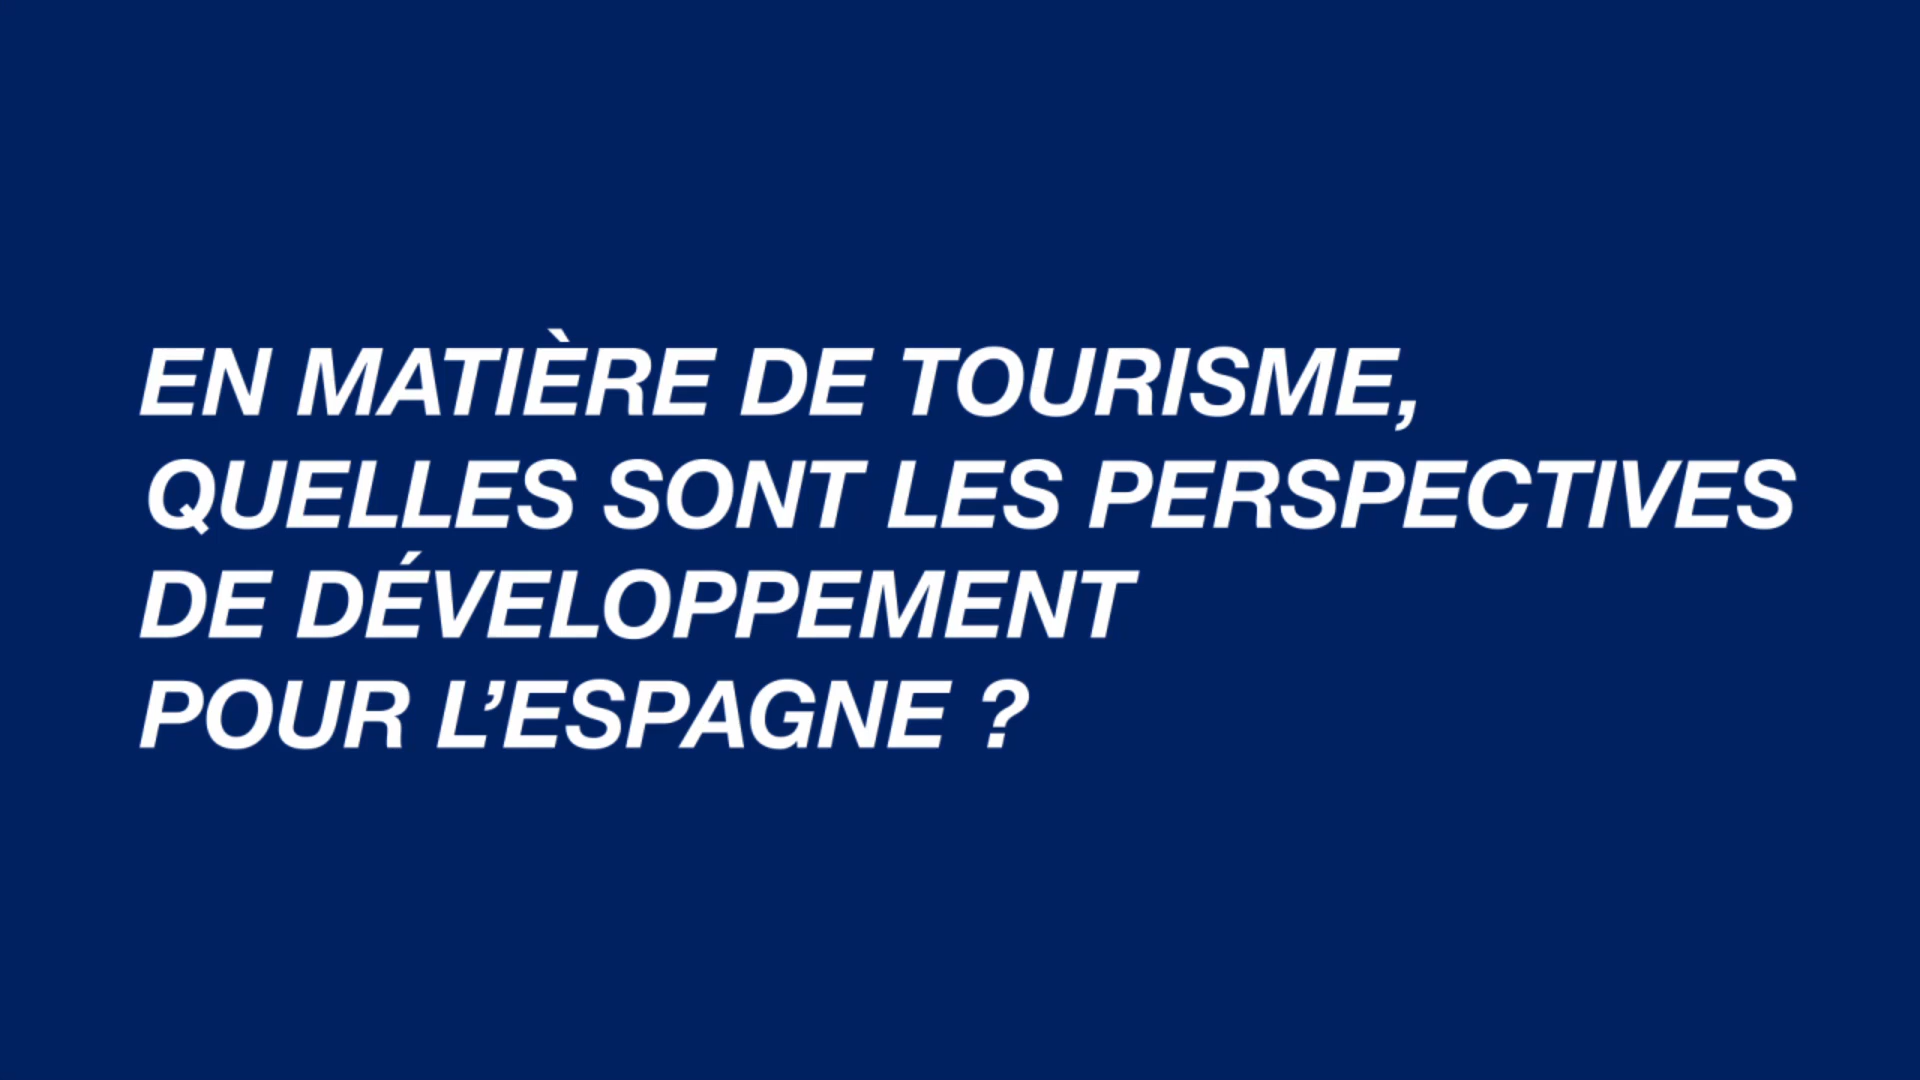 EN MATIÈRE DE TOURISME,
QUELLES SONT LES PERSPECTIVES
DE DÉVELOPPEMENT
POUR L’ESPAGNE ?